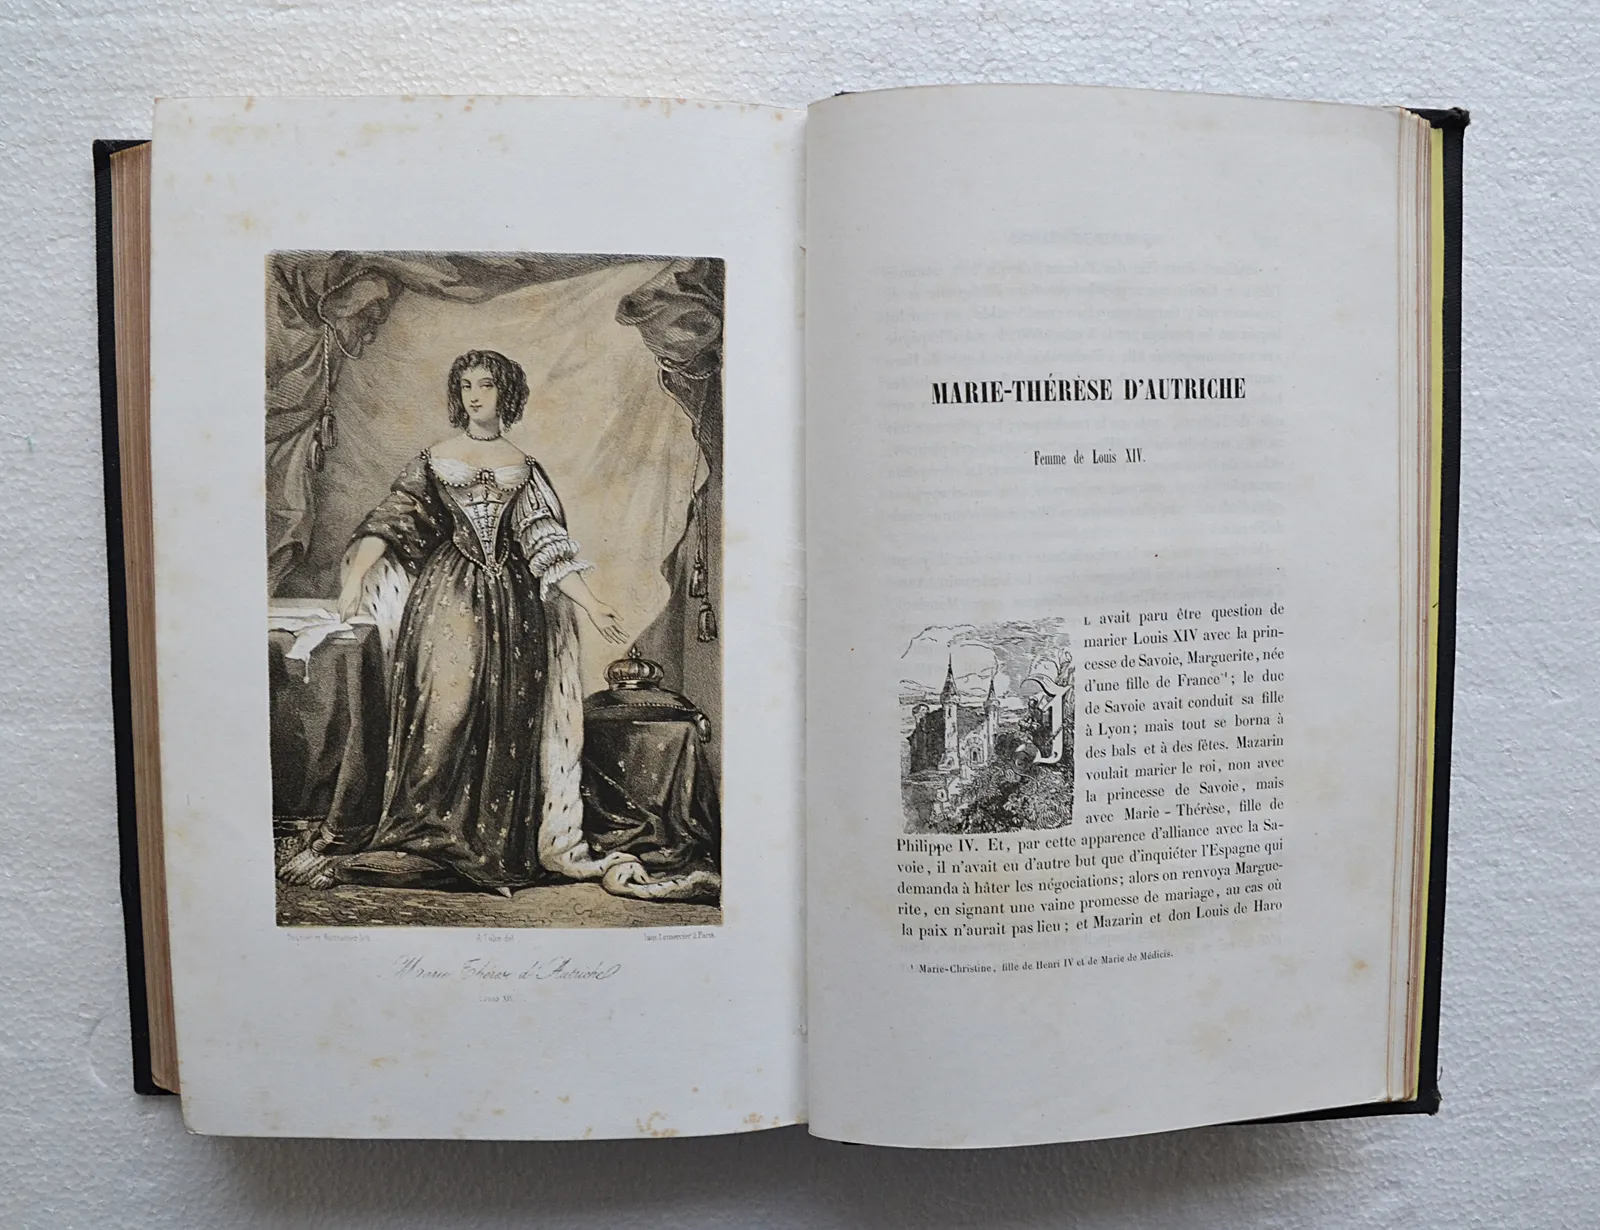 Marie Thérèse d'Autriche
Louis XIV.
MARIE-THÉRÈSE D'AUTRICHE
Femme de Louis XIV.
IL avait paru être question de
marier Louis XIV avec la prin-
cesse de Savoie, Marguerite, née
d'une fille de France¹; le duc
de Savoie avait conduit sa fille
à Lyon; mais tout se borna à
des bals et à des fêtes. Mazarin
voulait marier le roi, non avec
la princesse de Savoie, mais
avec Marie-Thérèse, fille de
Philippe IV. Et, par cette apparence d'alliance avec la Sa-
voie, il n'avait eu d'autre but que d'inquiéter l'Espagne qui
demanda à hâter les négociations; alors on renvoya Margue-
rite, en signant une vaine promesse de mariage, au cas où
la paix n'aurait pas lieu; et Mazarin et don Louis de Haro
¹ Marie-Christine, fille de Henri IV et de Marie de Médicis.